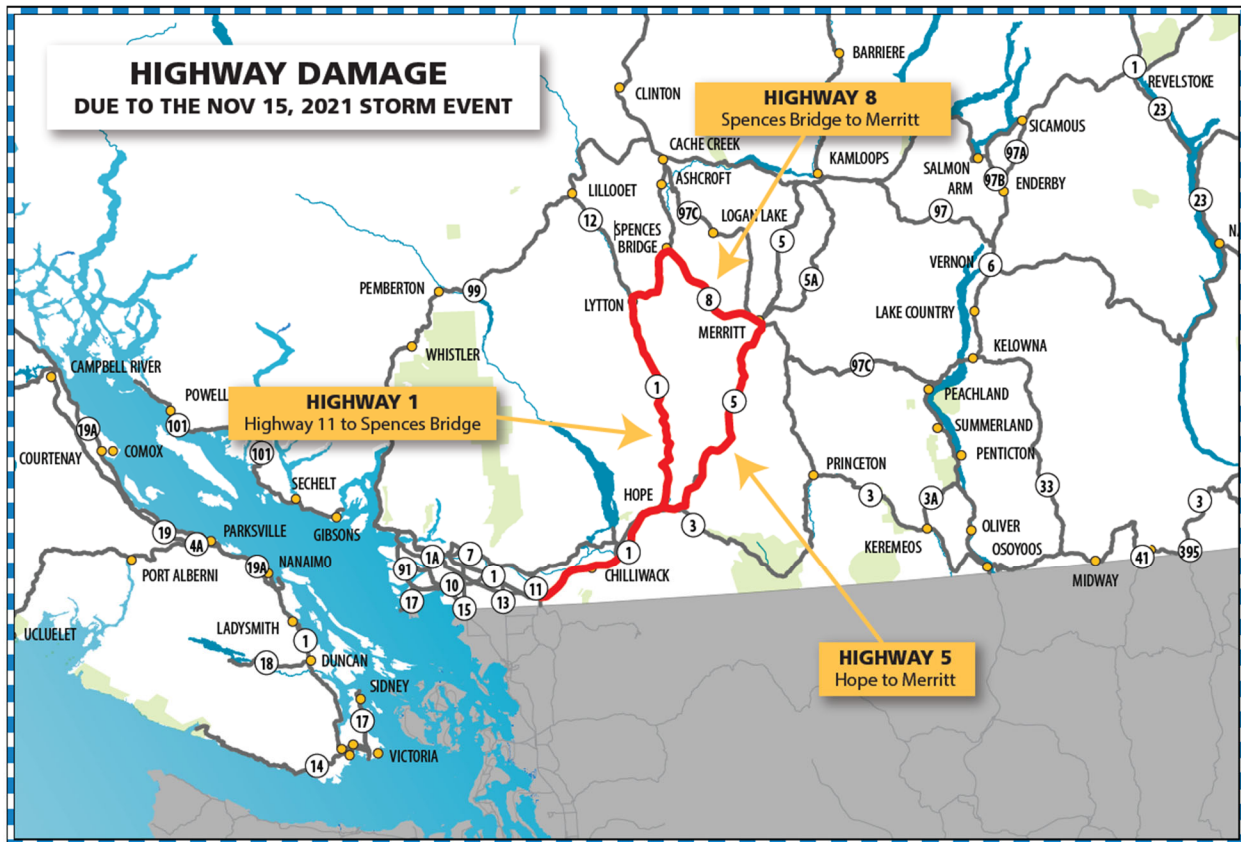 HIGHWAY DAMAGE
DUE TO THE NOV 15, 2021 STORM EVENT
HIGHWAY 8
Spences Bridge to Merritt
HIGHWAY 1
Highway 11 to Spences Bridge
HIGHWAY 5
Hope to Merritt
BARRIERE
CLINTON
1
REVELSTOKE
23
SICAMOUS
CACHE CREEK
KAMLOOPS
97A
SALMON
ARM
97B
ENDERBY
ASHCROFT
LILLOOET
12
97C
LOGAN LAKE
97
23
SPENCES
BRIDGE
5
N
VERNON
6
5A
PEMBERTON
99
LYTTON
8
MERRITT
LAKE COUNTRY
WHISTLER
KELOWNA
97C
CAMPBELL RIVER
1
5
PEACHLAND
POWELL
101
19A
SUMMERLAND
COURTENAY
COMOX
101
PENTICTON
PRINCETON
SECHELT
HOPE
3
3A
33
3
GIBSONS
19
PARKSVILLE
4A
3
KEREMEOS
OLIVER
OSOYOOS
1A
7
1
41
395
PORT ALBERNI
19A
NANAIMO
91
1
CHILLIWACK
MIDWAY
10
11
17
15
13
UCLUELET
LADYSMITH
1
18
DUNCAN
SIDNEY
17
14
VICTORIA